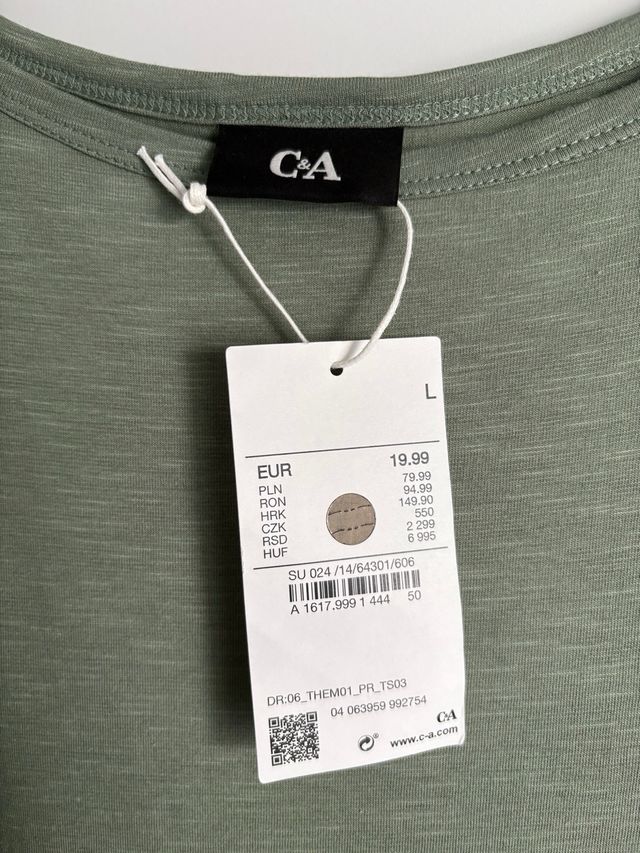 C&A
L
EUR 19.99
PLN 79.99
RON 94.99
HRK 149.90
CZK 550
RSD 2 299
HUF 6 995
SU 024 /14/64301/606
A 1617.999 1 444 50
DR:06_THEM01_PR_TS03
04 063959 992754
C&A
www.c-a.com